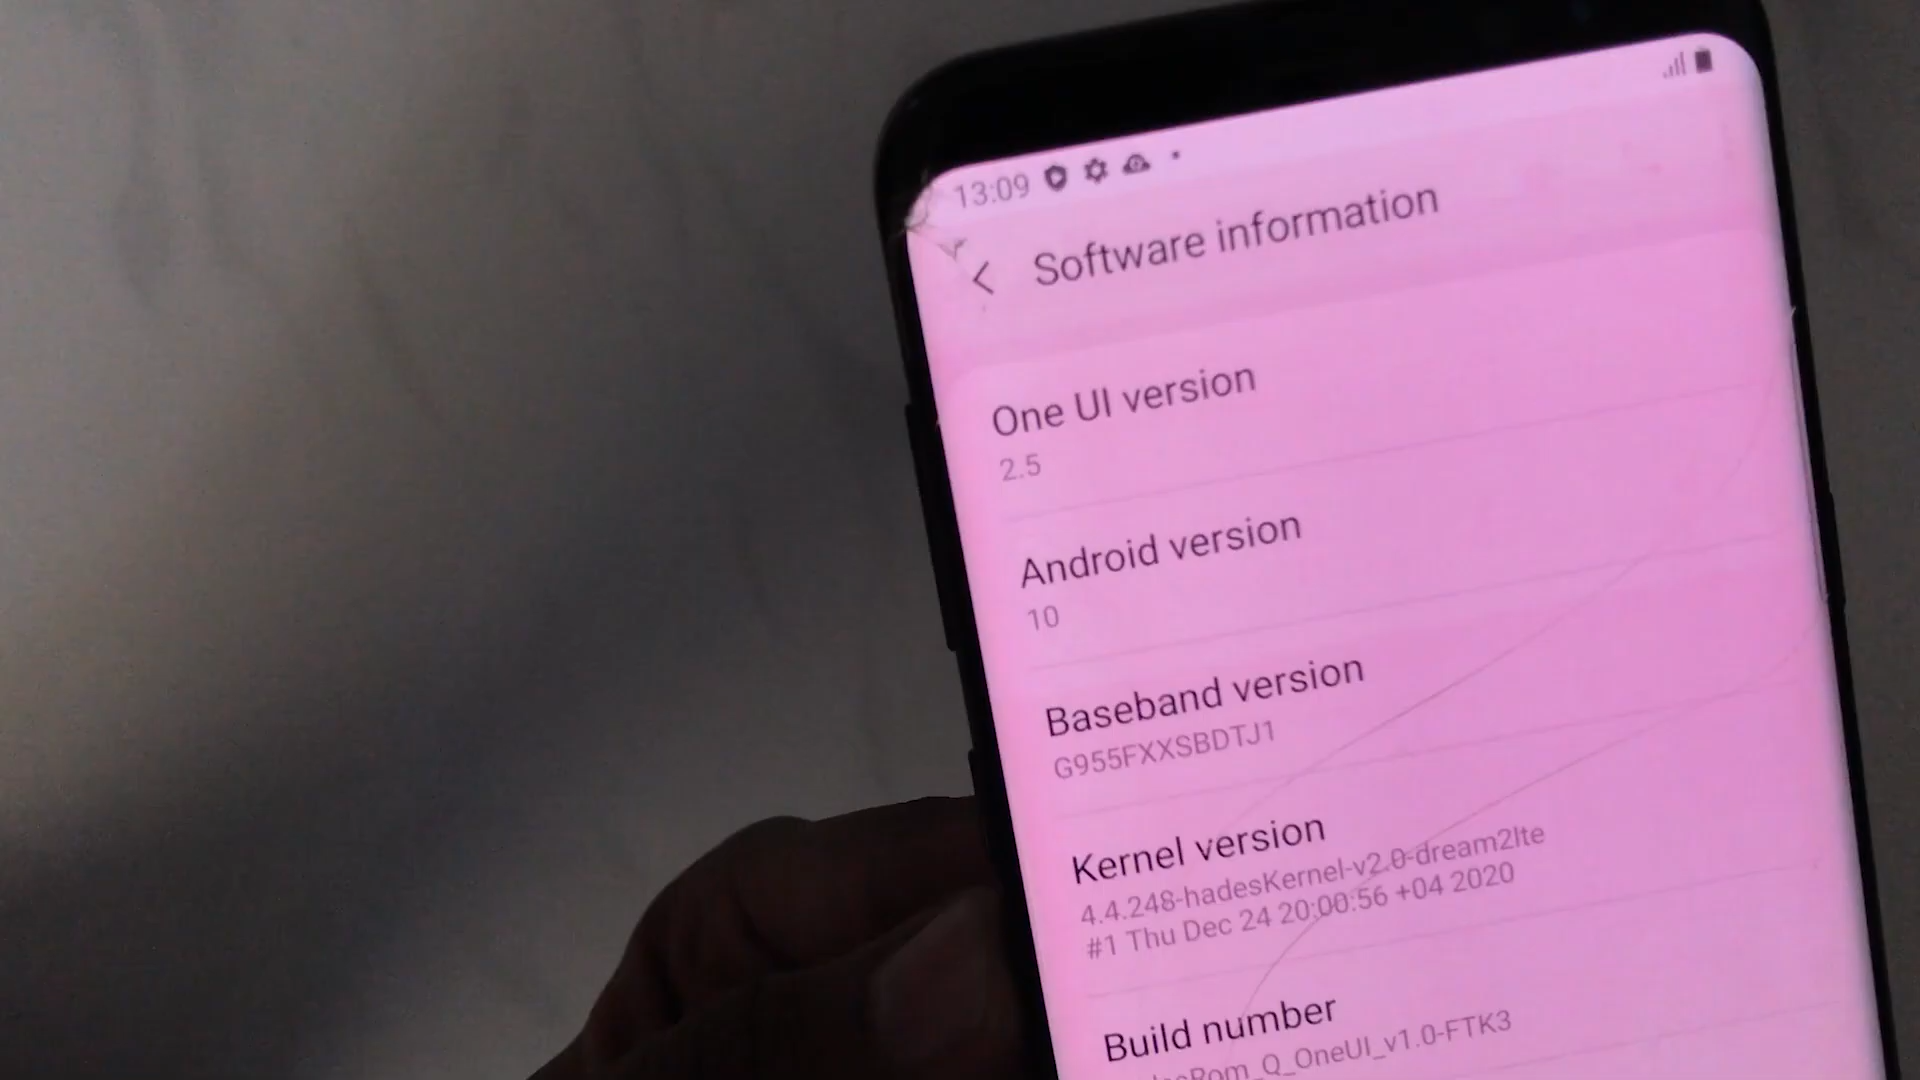 13:09
Software information
One UI version
2.5
Android version
10
Baseband version
G955FXXSBDTJ1
Kernel version
4.4.248-hadesKernel-v2.0-dream2lte
#1 Thu Dec 24 20:00:56 +04 2020
Build number
Q_OneUI_v1.0-FTK3